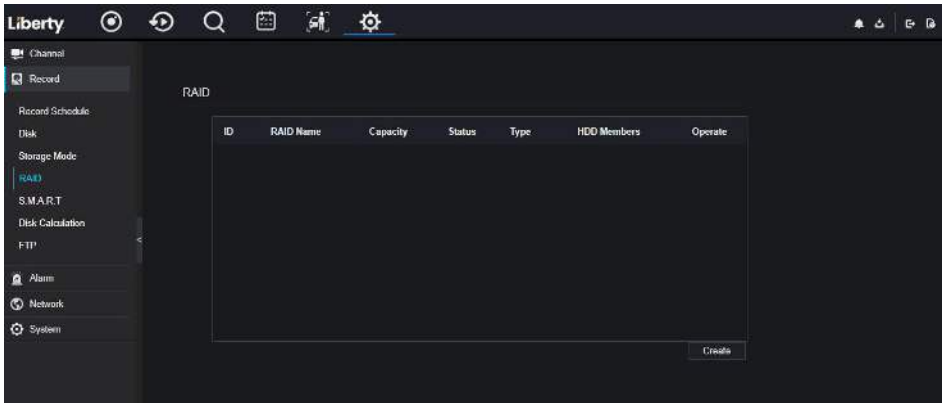 Liberty
Channel
Record
Record Schedule
Disk
Storage Mode
RAID
S.M.A.R.T
Disk Calculation
FTP
Alarm
Network
System
RAID
ID RAID Name Capacity Status Type HDD Members Operate
Create